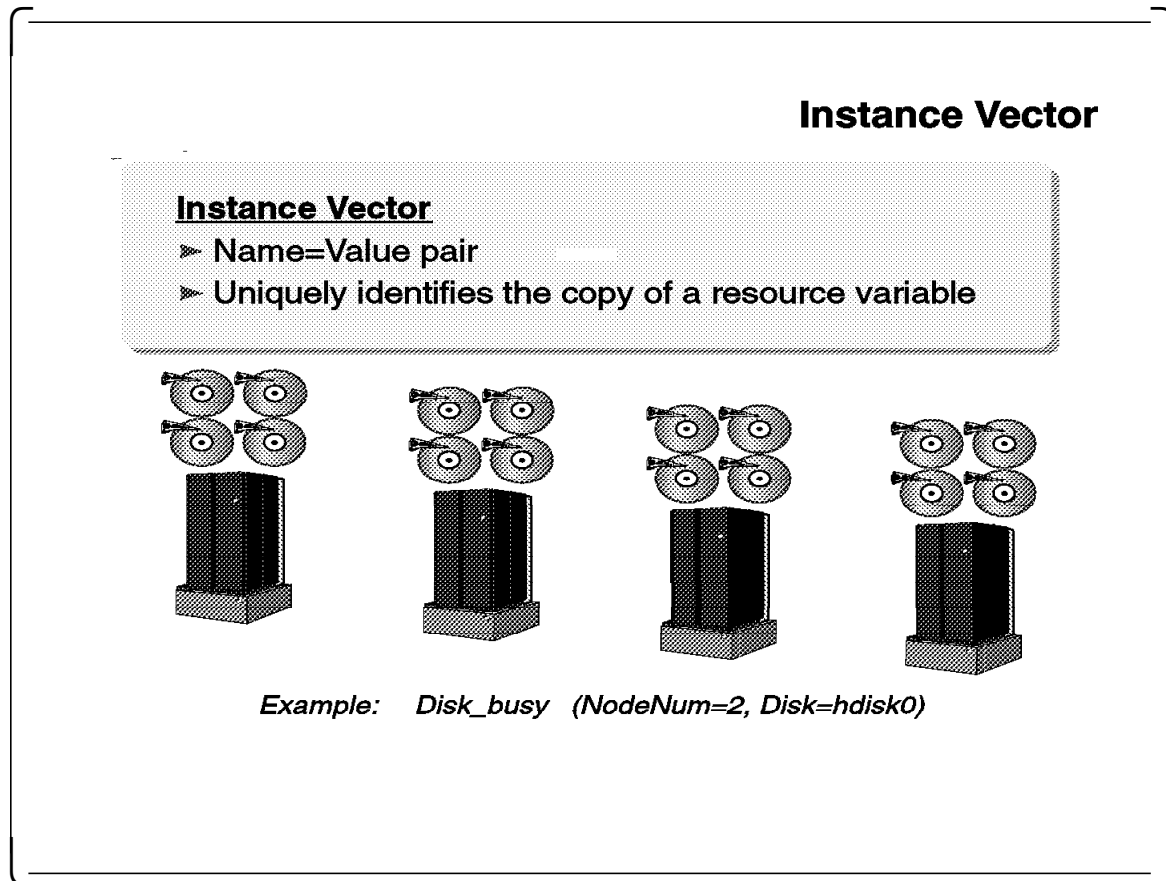 Instance Vector
Instance Vector
Name=Value pair
Uniquely identifies the copy of a resource variable
Example: Disk_busy (NodeNum=2, Disk=hdisk0)